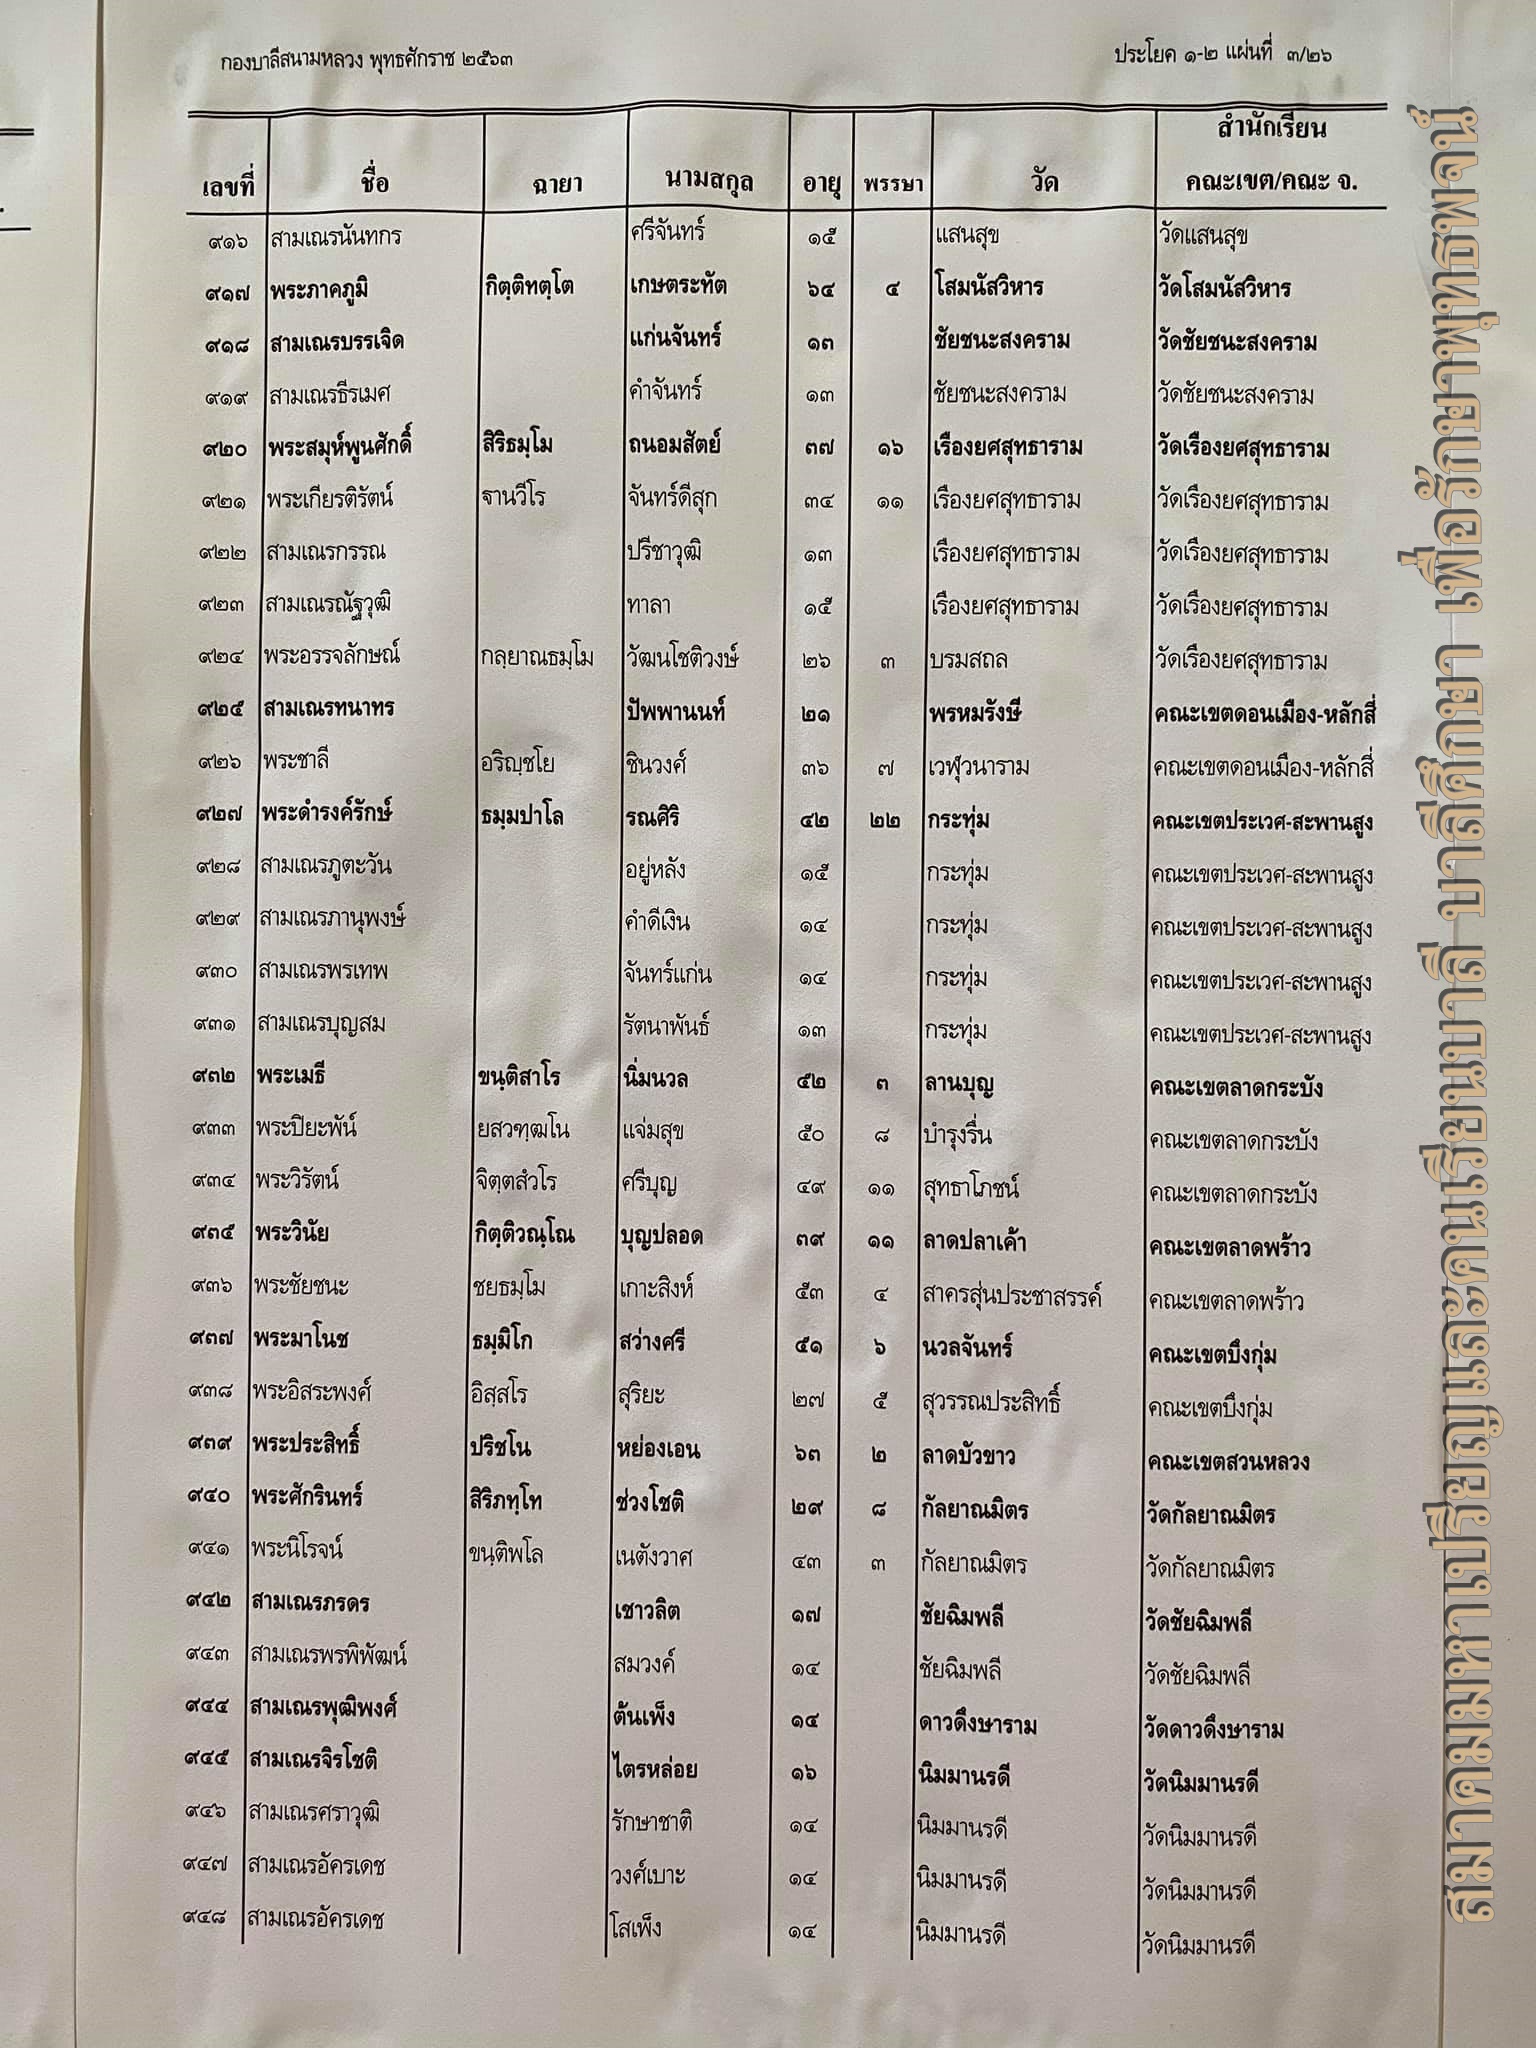 กองบาลีสนามหลวง พุทธศักราช ๒๕๖๓ ประโยค ๑-๒ แผ่นที่ ๓/๒๖
สำนักเรียน
เลขที่ ชื่อ ฉายา นามสกุล อายุ พรรษา วัด คณะเขต/คณะ จ.
๙๑๖ สามเณรนันทกร ศรีจันทร์ ๑๕ แสนสุข วัดแสนสุข
๙๑๗ พระภาคภูมิ กิตฺติทตฺโต เกษตระทัต ๖๔ ๔ โสมนัสวิหาร วัดโสมนัสวิหาร
๙๑๘ สามเณรบรรเจิด แก่นจันทร์ ๑๓ ชัยชนะสงคราม วัดชัยชนะสงคราม
๙๑๙ สามเณรธีรเมศ คำจันทร์ ๑๓ ชัยชนะสงคราม วัดชัยชนะสงคราม
๙๒๐ พระสมุห์พูนศักดิ์ สิริธมฺโม ถนอมสัตย์ ๓๗ ๑๖ เรืองยศสุทธาราม วัดเรืองยศสุทธาราม
๙๒๑ พระเกียรติรัตน์ ฐานวีโร จันทร์ดีสุก ๓๔ ๑๑ เรืองยศสุทธาราม วัดเรืองยศสุทธาราม
๙๒๒ สามเณรกรรณ ปรีชาวุฒิ ๑๓ เรืองยศสุทธาราม วัดเรืองยศสุทธาราม
๙๒๓ สามเณรณัฐวุฒิ ทาลา ๑๕ เรืองยศสุทธาราม วัดเรืองยศสุทธาราม
๙๒๔ พระอรรจลักษณ์ กลฺยาณธมฺโม วัฒนโชติวงษ์ ๒๖ ๓ บรมสถล วัดเรืองยศสุทธาราม
๙๒๕ สามเณรทนาทร ปัพพานนท์ ๒๑ พรหมรังษี คณะเขตดอนเมือง-หลักสี่
๙๒๖ พระชาลี อริญฺชโย ชินวงศ์ ๓๖ ๗ เวฬุวนาราม คณะเขตดอนเมือง-หลักสี่
๙๒๗ พระดำรงค์รักษ์ ธมฺมปาโล รณศิริ ๔๒ ๒๒ กระทุ่ม คณะเขตประเวศ-สะพานสูง
๙๒๘ สามเณรภูตะวัน อยู่หลัง ๑๕ กระทุ่ม คณะเขตประเวศ-สะพานสูง
๙๒๙ สามเณรภานุพงษ์ คำดีเงิน ๑๔ กระทุ่ม คณะเขตประเวศ-สะพานสูง
๙๓๐ สามเณรพรเทพ จันทร์แก่น ๑๔ กระทุ่ม คณะเขตประเวศ-สะพานสูง
๙๓๑ สามเณรบุญสม รัตนาพันธ์ ๑๓ กระทุ่ม คณะเขตประเวศ-สะพานสูง
๙๓๒ พระเมธี ขนฺติสาโร นิ่มนวล ๕๒ ๓ ลานบุญ คณะเขตลาดกระบัง
๙๓๓ พระปิยะพัน์ ยสวฑฺฒโน แจ่มสุข ๕๐ ๘ บำรุงรื่น คณะเขตลาดกระบัง
๙๓๔ พระวิรัตน์ จิตฺตสํวโร ศรีบุญ ๔๙ ๑๑ สุทธาโภชน์ คณะเขตลาดกระบัง
๙๓๕ พระวินัย กิตฺติวณฺโณ บุญปลอด ๓๙ ๑๑ ลาดปลาเค้า คณะเขตลาดพร้าว
๙๓๖ พระชัยชนะ ชยธมฺโม เกาะสิงห์ ๕๓ ๔ สาครสุ่นประชาสรรค์ คณะเขตลาดพร้าว
๙๓๗ พระมาโนช ธมฺมิโก สว่างศรี ๕๑ ๖ นวลจันทร์ คณะเขตบึงกุ่ม
๙๓๘ พระอิสระพงศ์ อิสฺสโร สุริยะ ๒๗ ๕ สุวรรณประสิทธิ์ คณะเขตบึงกุ่ม
๙๓๙ พระประสิทธิ์ ปริชโน หย่องเอน ๖๓ ๒ ลาดบัวขาว คณะเขตสวนหลวง
๙๔๐ พระศักรินทร์ สิริภทฺโท ช่วงโชติ ๒๙ ๘ กัลยาณมิตร วัดกัลยาณมิตร
๙๔๑ พระนิโรจน์ ขนฺติพโล เนตังวาศ ๔๓ ๓ กัลยาณมิตร วัดกัลยาณมิตร
๙๔๒ สามเณรภรดร เชาวลิต ๑๗ ชัยฉิมพลี วัดชัยฉิมพลี
๙๔๓ สามเณรพรพิพัฒน์ สมวงค์ ๑๔ ชัยฉิมพลี วัดชัยฉิมพลี
๙๔๔ สามเณรพุฒิพงศ์ ต้นเพ็ง ๑๔ ดาวดึงษาราม วัดดาวดึงษาราม
๙๔๕ สามเณรจิรโชติ ไตรหล่อย ๑๖ นิมมานรดี วัดนิมมานรดี
๙๔๖ สามเณรศราวุฒิ รักษาชาติ ๑๔ นิมมานรดี วัดนิมมานรดี
๙๔๗ สามเณรอัครเดช วงศ์เบาะ ๑๔ นิมมานรดี วัดนิมมานรดี
๙๔๘ สามเณรอัครเดช โสเพ็ง ๑๔ นิมมานรดี วัดนิมมานรดี
สมาคมมหาเปรียญและคนเรียนบาลี บาลีศึกษา เพื่อรักษาพุทธพจน์